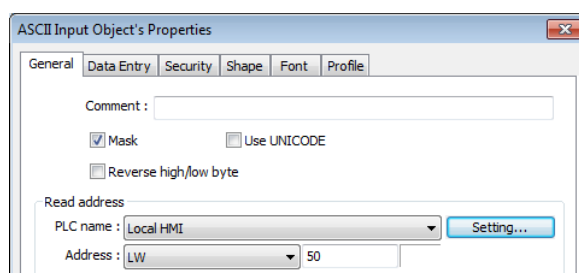 ASCII Input Object's Properties
General Data Entry Security Shape Font Profile
Comment :
Mask Use UNICODE
Reverse high/low byte
Read address
PLC name : Local HMI Setting...
Address : LW 50